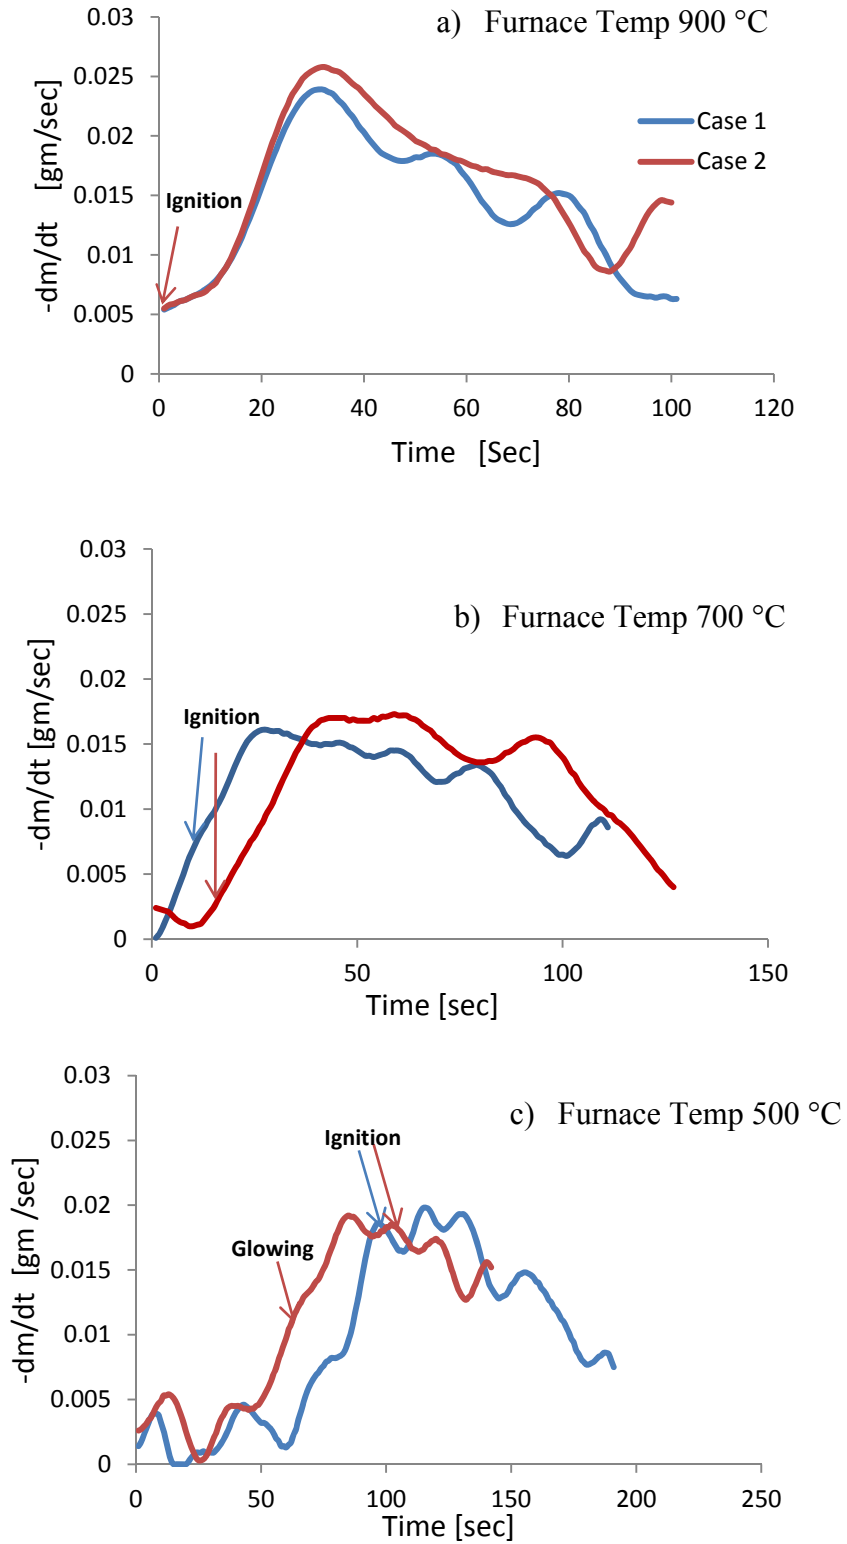 a) Furnace Temp 900 °C
0.03
0.025
0.02
0.015
0.01
0.005
0
-dm/dt [gm/sec]
Case 1
Case 2
Ignition
0 20 40 60 80 100 120
Time [Sec]
b) Furnace Temp 700 °C
0.03
0.025
0.02
0.015
0.01
0.005
0
-dm/dt [gm/sec]
Ignition
0 50 100 150
Time [sec]
c) Furnace Temp 500 °C
0.03
0.025
0.02
0.015
0.01
0.005
0
-dm/dt [gm /sec]
Ignition
Glowing
0 50 100 150 200 250
Time [sec]